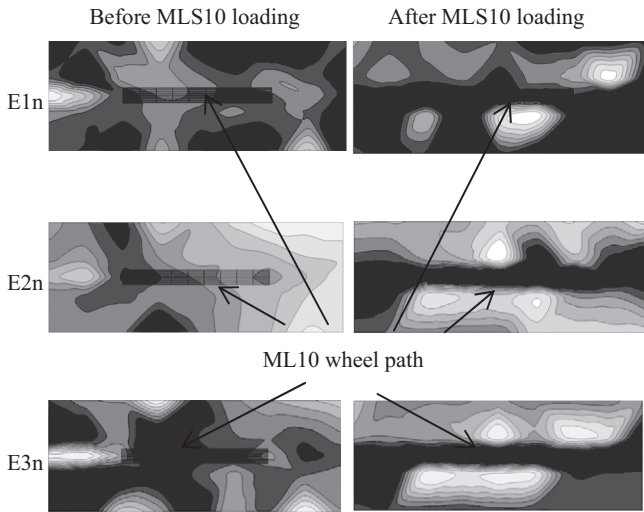 Before MLS10 loading
After MLS10 loading
E1n
E2n
ML10 wheel path
E3n